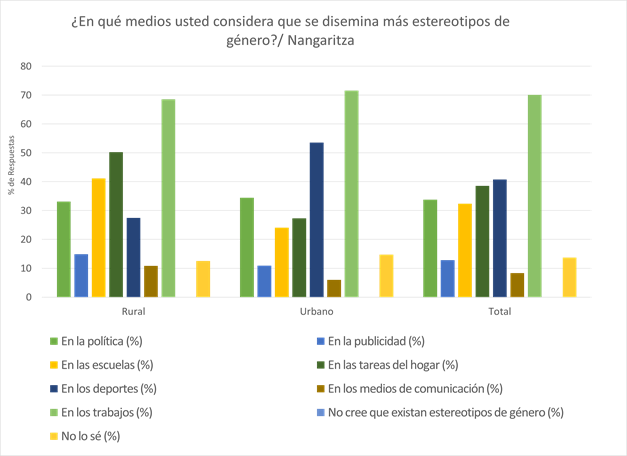 ¿En qué medios usted considera que se disemina más estereotipos de
género?/ Nangaritza
% de Respuestas
80
70
60
50
40
30
20
10
0
Rural Urbano Total
En la política (%) En la publicidad (%)
En las escuelas (%) En las tareas del hogar (%)
En los deportes (%) En los medios de comunicación (%)
En los trabajos (%) No cree que existan estereotipos de género (%)
No lo sé (%)